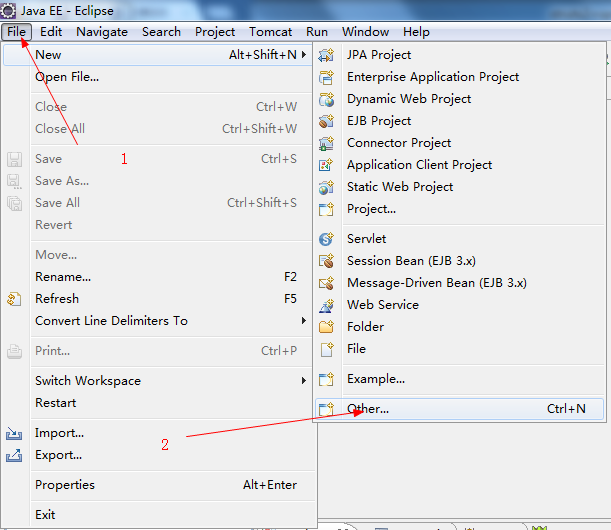 Java EE - Eclipse
File Edit Navigate Search Project Tomcat Run Window Help
New Alt+Shift+N
Open File...
Close Ctrl+W
Close All Ctrl+Shift+W
Save Ctrl+S
Save As...
Save All Ctrl+Shift+S
Revert
Move...
Rename... F2
Refresh F5
Convert Line Delimiters To
Print... Ctrl+P
Switch Workspace
Restart
Import...
Export...
Properties Alt+Enter
Exit
1
2
JPA Project
Enterprise Application Project
Dynamic Web Project
EJB Project
Connector Project
Application Client Project
Static Web Project
Project...
Servlet
Session Bean (EJB 3.x)
Message-Driven Bean (EJB 3.x)
Web Service
Folder
File
Example...
Other... Ctrl+N